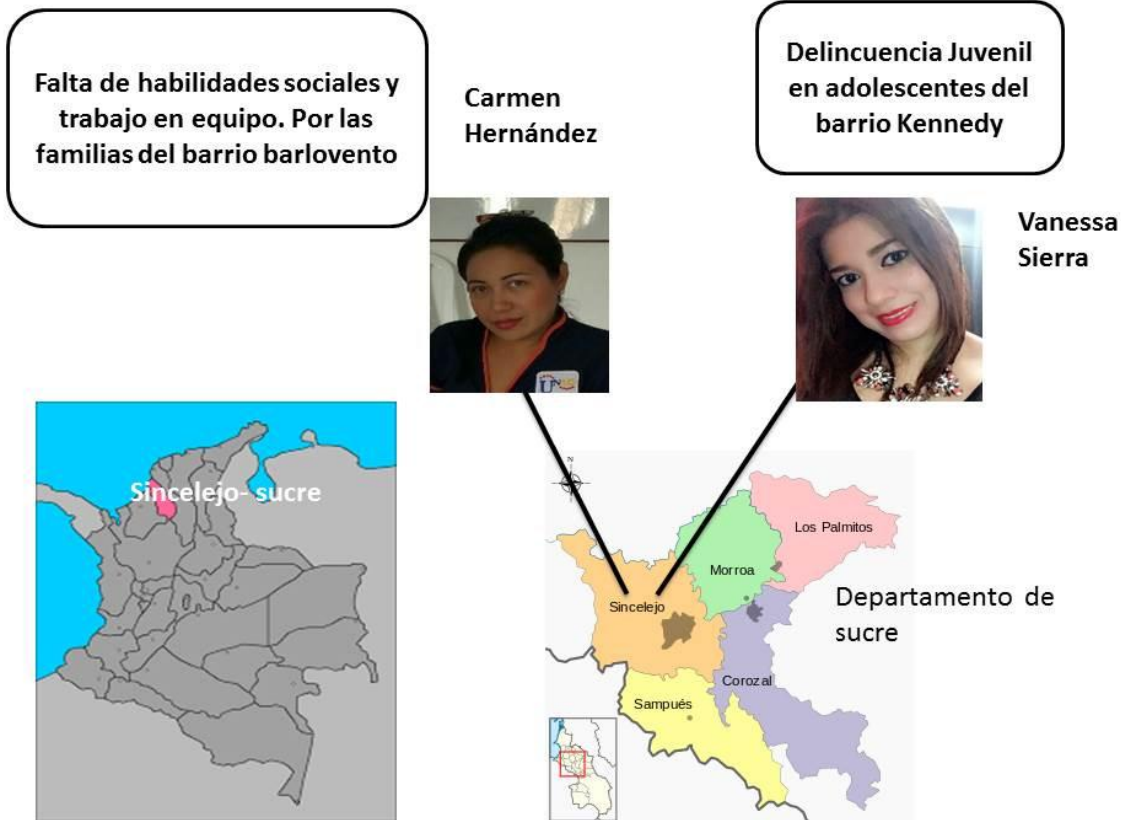 Falta de habilidades sociales y
trabajo en equipo. Por las
familias del barrio barlovento
Carmen
Hernández
Delincuencia Juvenil
en adolescentes del
barrio Kennedy
Vanessa
Sierra
Sincelejo- sucre
N
Los Palmitos
Morroa
Sincelejo
Departamento de
sucre
Corozal
Sampués